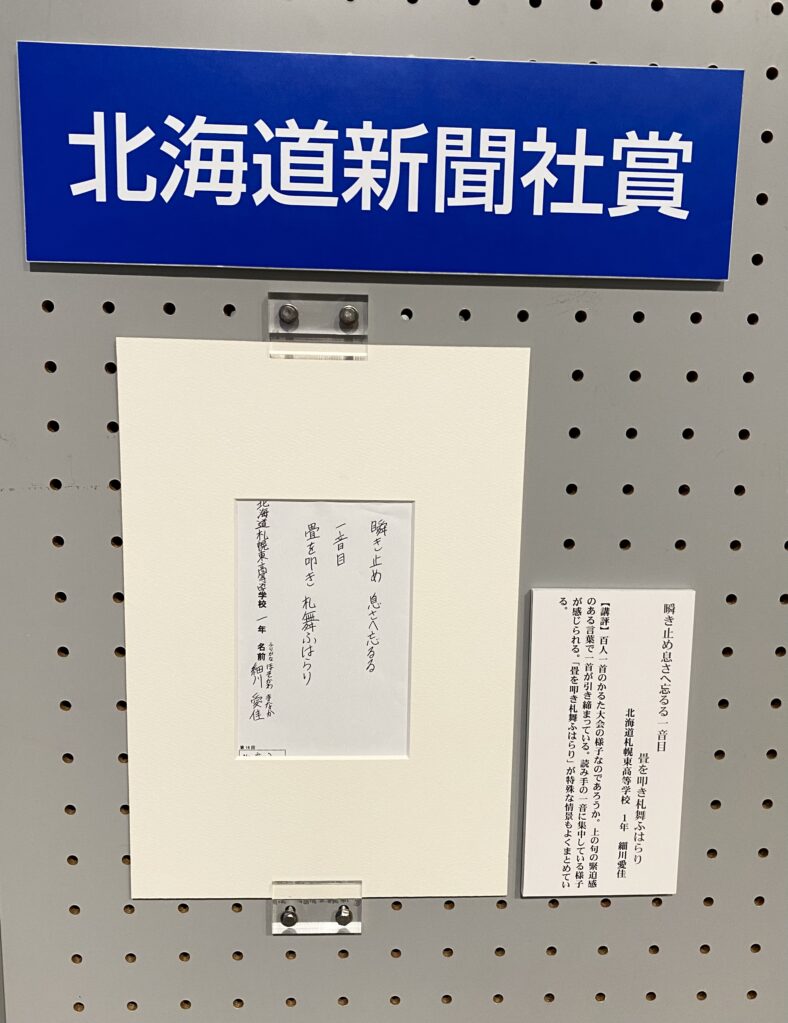 北海道新聞社賞
瞬き止め 息さへ忘るる
一音目
畳を叩き 札舞ふはらり
北海道札幌東高等学校 一年 名前 細川 愛佳
ふりがな ほそかわ まなか
第16回
瞬き止め息さへ忘るる一音目
畳を叩き札舞ふはらり
北海道札幌東高等学校 1年 細川愛佳
【講評】百人一首のかるた大会の様子なのであろうか。上の句の緊迫感
のある言葉で一首が引き締まっている。読み手の一音に集中している様子
が感じられる。「畳を叩き札舞ふはらり」が特殊な情景もよくまとめてい
る。